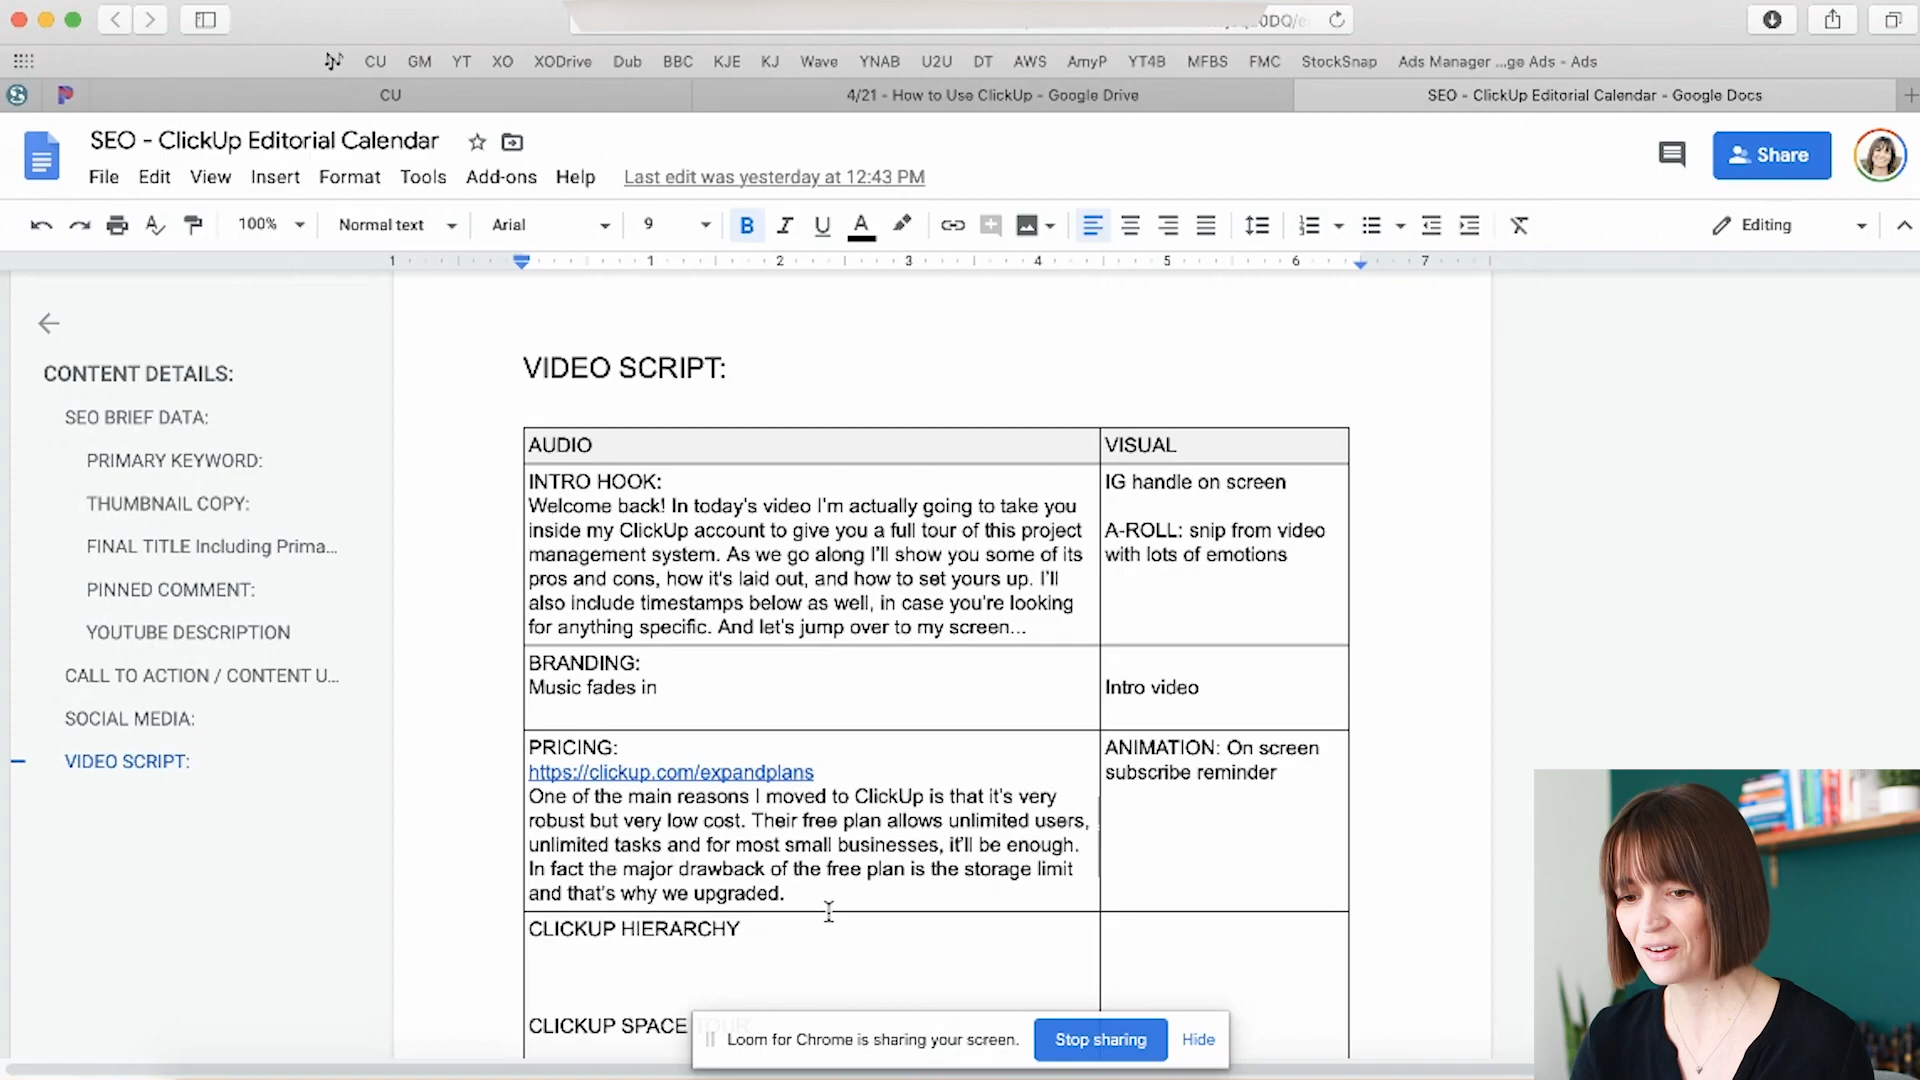 0DQ/e
CU GM YT XO XODrive Dub BBC KJE KJ Wave YNAB U2U DT AWS AmyP YT4B MFBS FMC StockSnap Ads Manager ...ge Ads - Ads
CU 4/21 - How to Use ClickUp - Google Drive SEO - ClickUp Editorial Calendar - Google Docs
SEO - ClickUp Editorial Calendar
Share
File Edit View Insert Format Tools Add-ons Help Last edit was yesterday at 12:43 PM
100% Normal text Arial 9 B I U A Editing
1 1 2 3 4 5 6 7
CONTENT DETAILS:
SEO BRIEF DATA:
PRIMARY KEYWORD:
THUMBNAIL COPY:
FINAL TITLE Including Prima...
PINNED COMMENT:
YOUTUBE DESCRIPTION
CALL TO ACTION / CONTENT U...
SOCIAL MEDIA:
VIDEO SCRIPT:
VIDEO SCRIPT:
AUDIO VISUAL
INTRO HOOK:
Welcome back! In today's video I'm actually going to take you
inside my ClickUp account to give you a full tour of this project
management system. As we go along I'll show you some of its
pros and cons, how it's laid out, and how to set yours up. I'll
also include timestamps below as well, in case you're looking
for anything specific. And let's jump over to my screen...
IG handle on screen
A-ROLL: snip from video
with lots of emotions
BRANDING:
Music fades in
Intro video
PRICING:
https://clickup.com/expandplans
One of the main reasons I moved to ClickUp is that it's very
robust but very low cost. Their free plan allows unlimited users,
unlimited tasks and for most small businesses, it'll be enough.
In fact the major drawback of the free plan is the storage limit
and that's why we upgraded.
ANIMATION: On screen
subscribe reminder
CLICKUP HIERARCHY
CLICKUP SPACE TOUR
Loom for Chrome is sharing your screen. Stop sharing Hide